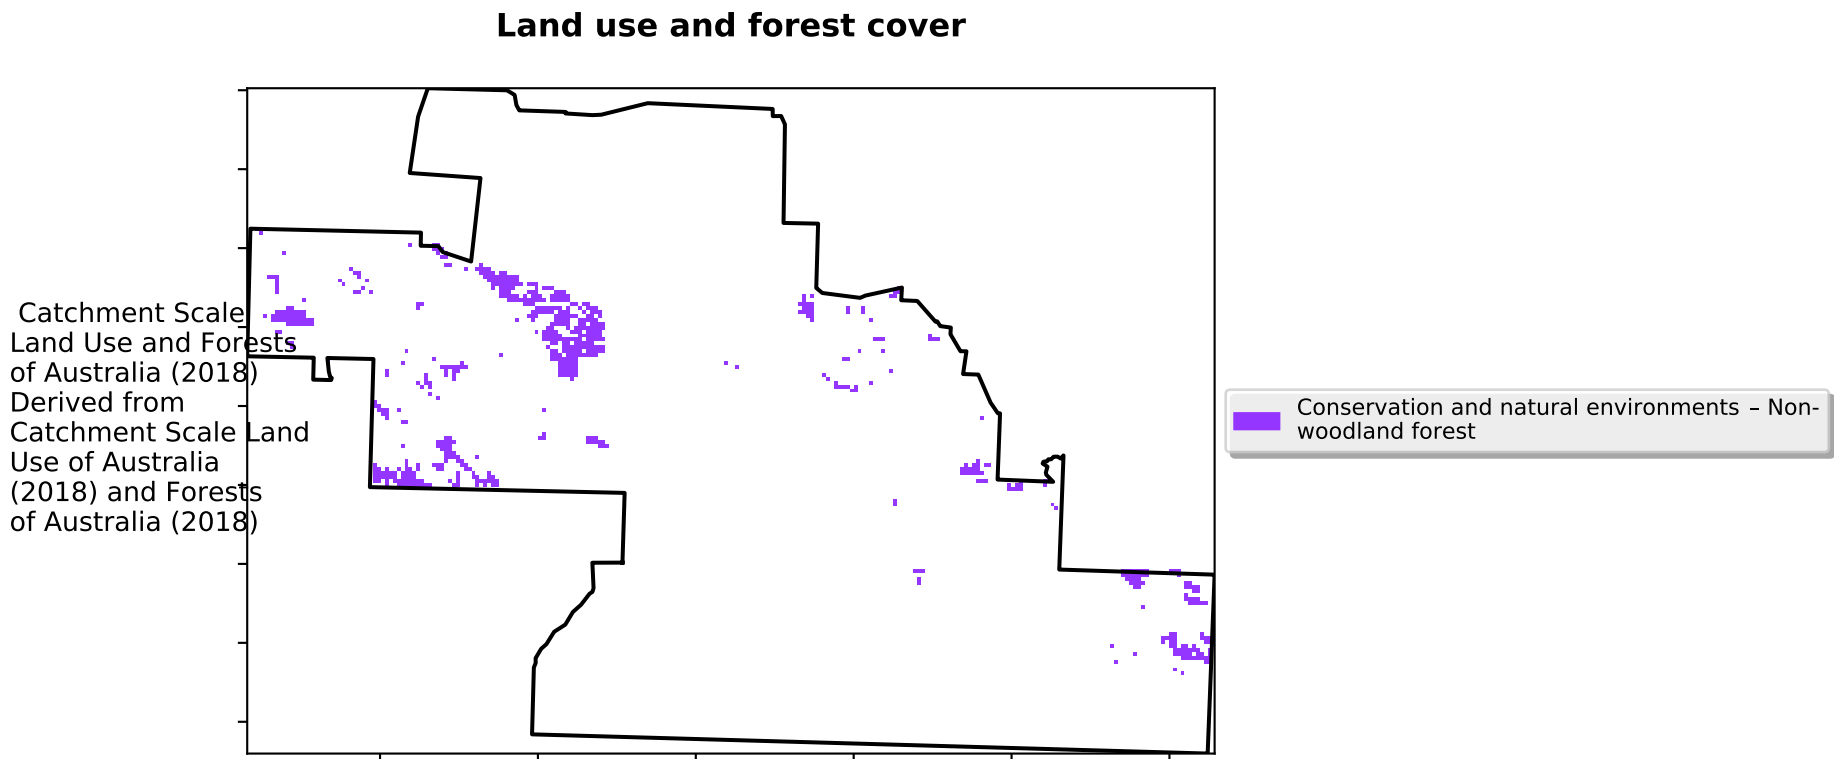 Land use and forest cover
Catchment Scale
Land Use and Forests
of Australia (2018)
Derived from
Catchment Scale Land
Use of Australia
(2018) and Forests
of Australia (2018)
Conservation and natural environments – Non-
woodland forest